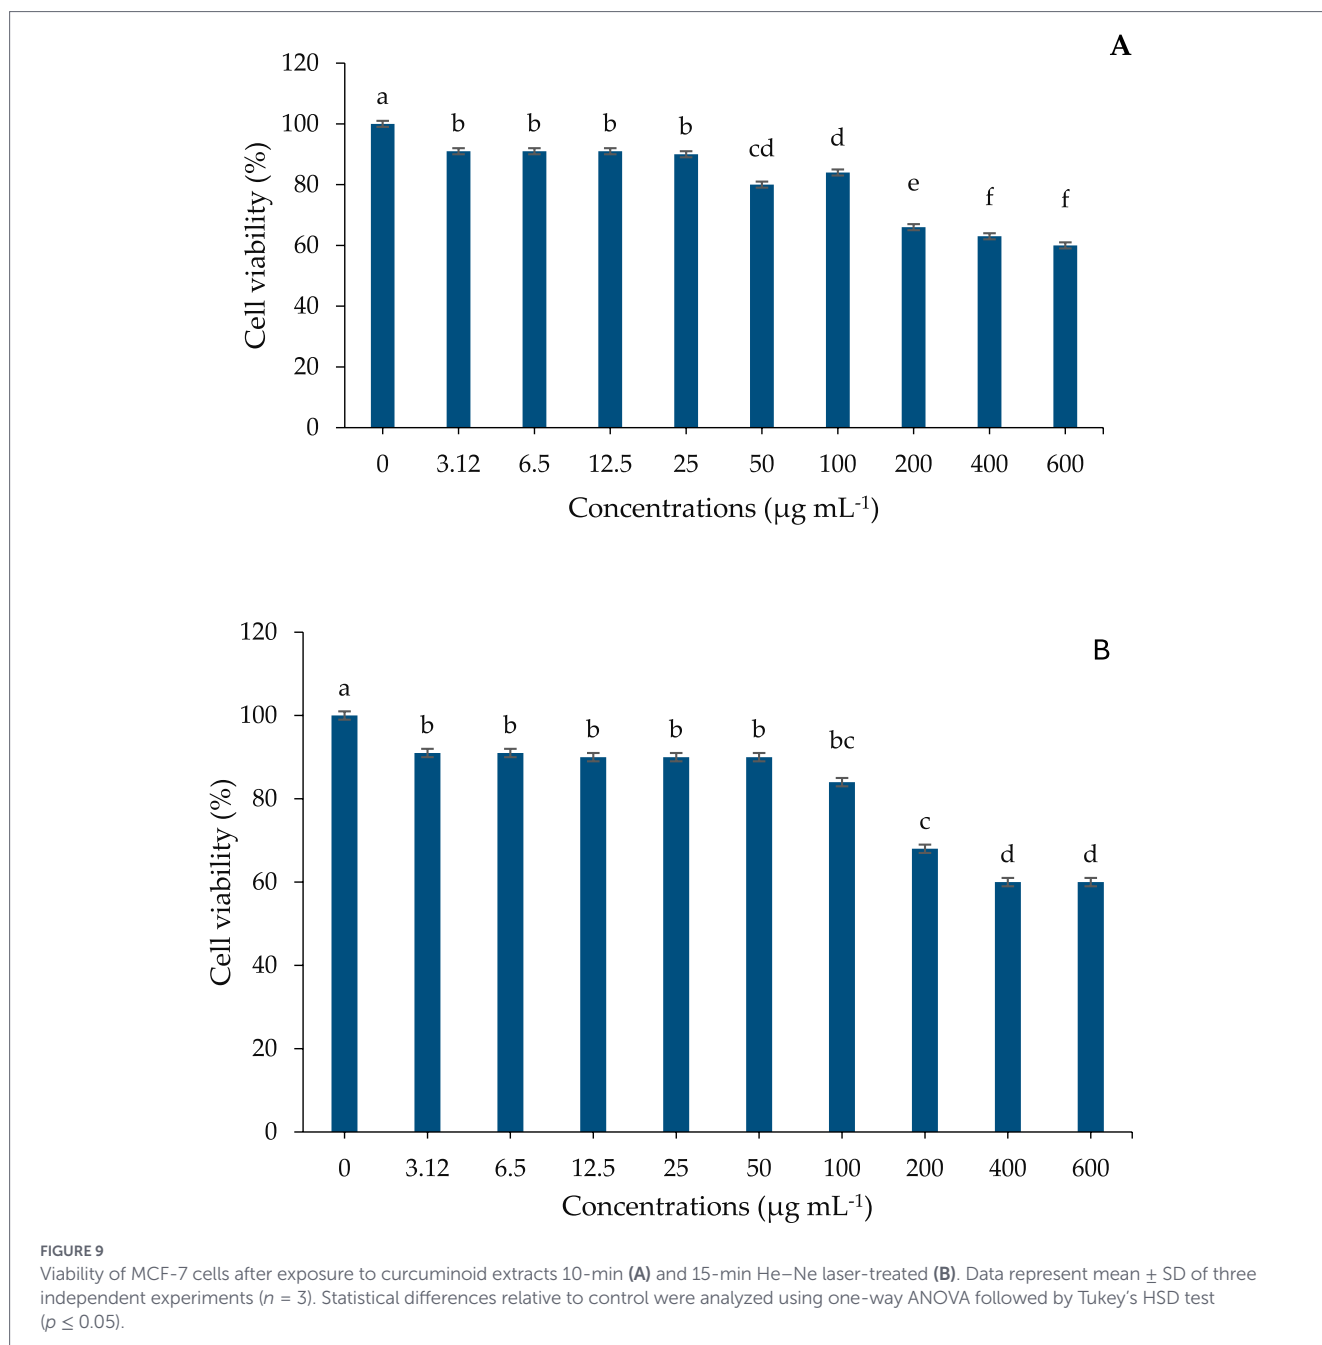 A
120
100
80
60
40
20
0
Cell viability (%)
a b b b b cd d e f f
0 3.12 6.5 12.5 25 50 100 200 400 600
Concentrations (µg mL-1)
B
120
100
80
60
40
20
0
Cell viability (%)
a b b b b b bc c d d
0 3.12 6.5 12.5 25 50 100 200 400 600
Concentrations (µg mL-1)
FIGURE 9
Viability of MCF-7 cells after exposure to curcuminoid extracts 10-min (A) and 15-min He–Ne laser-treated (B). Data represent mean ± SD of three
independent experiments (n = 3). Statistical differences relative to control were analyzed using one-way ANOVA followed by Tukey's HSD test
(p ≤ 0.05).